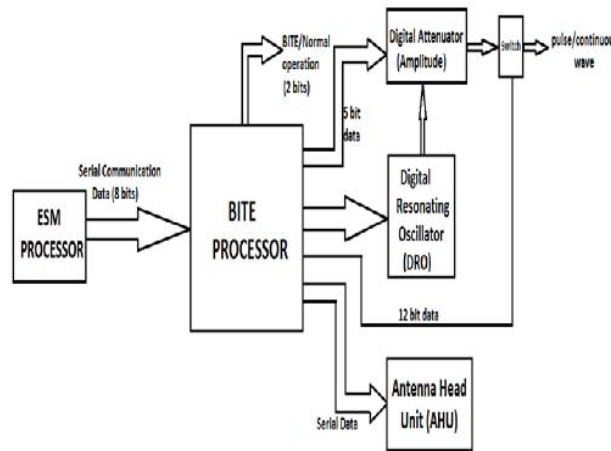 BITE/Normal
operation
(2 bits)
Digital Attenuator
(Amplitude)
Switch
pulse/continuous
wave
5 bit
data
Serial Communication
Data (8 bits)
ESM
PROCESSOR
BITE
PROCESSOR
Digital
Resonating
Oscillator
(DRO)
12 bit data
Antenna Head
Unit (AHU)
Serial Data